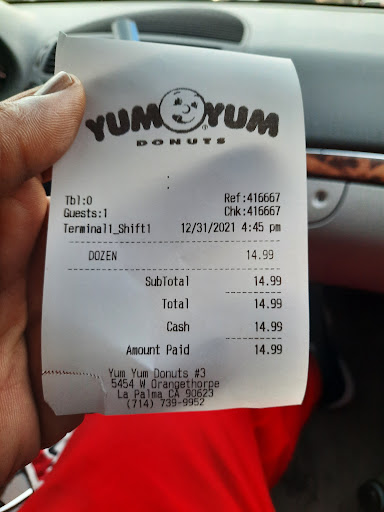 YUM YUM
®
DONUTS
:
Tbl:0 Ref:416667
Guests:1 Chk:416667
Terminal1_Shift1 12/31/2021 4:45 pm
DOZEN 14.99
SubTotal 14.99
Total 14.99
Cash 14.99
Amount Paid 14.99
Yum Yum Donuts #3
5454 W Orangethorpe
La Palma CA 90623
(714) 739-9952